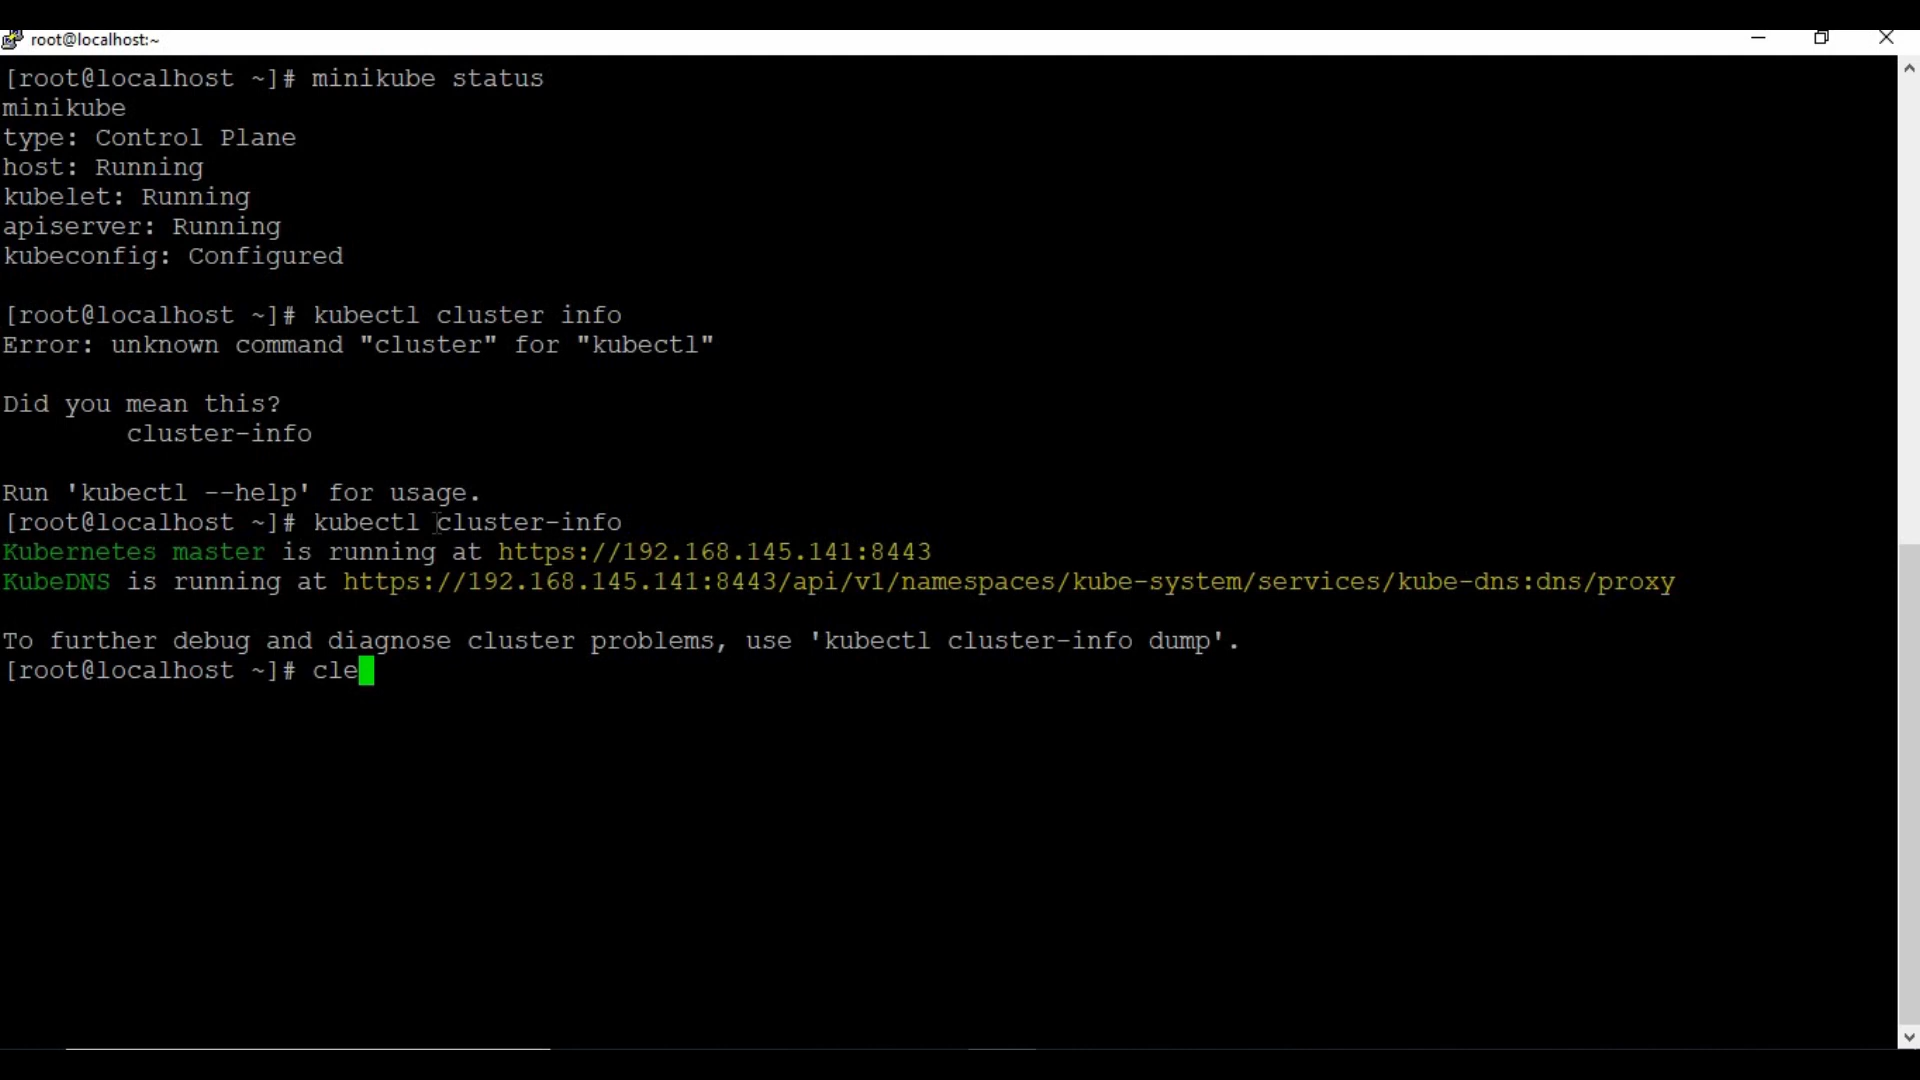 root@localhost:~
[root@localhost ~]# minikube status
minikube
type: Control Plane
host: Running
kubelet: Running
apiserver: Running
kubeconfig: Configured
[root@localhost ~]# kubectl cluster info
Error: unknown command "cluster" for "kubectl"
Did you mean this?
cluster-info
Run 'kubectl --help' for usage.
[root@localhost ~]# kubectl cluster-info
Kubernetes master is running at https://192.168.145.141:8443
KubeDNS is running at https://192.168.145.141:8443/api/v1/namespaces/kube-system/services/kube-dns:dns/proxy
To further debug and diagnose cluster problems, use 'kubectl cluster-info dump'.
[root@localhost ~]# cle